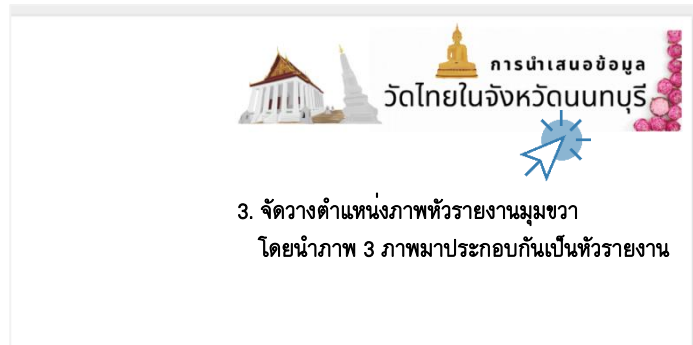 การนำเสนอข้อมูล
วัดไทยในจังหวัดนนทบุรี
3. จัดวางตำแหน่งภาพหัวรายงานมุมขวา
โดยนำภาพ 3 ภาพมาประกอบกันเป็นหัวรายงาน